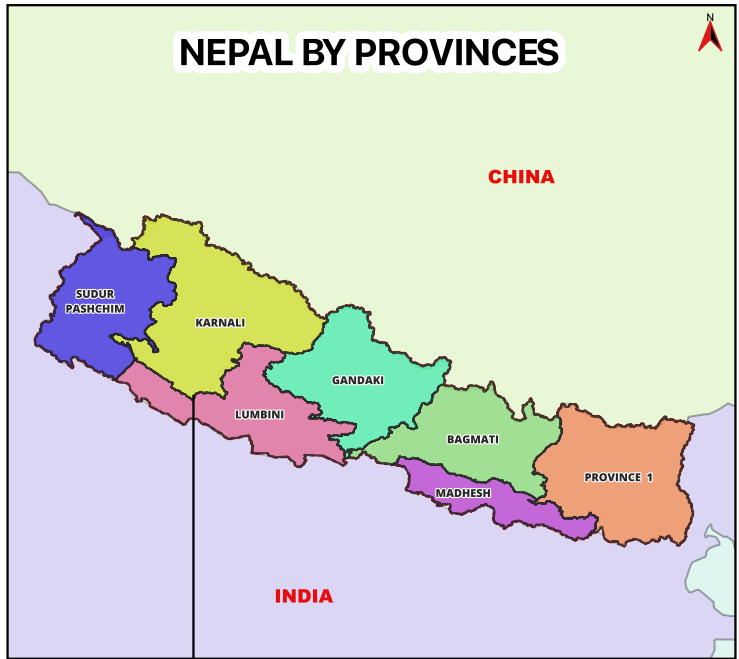 NEPAL BY PROVINCES
N
CHINA
SUDUR
PASHCHIM
KARNALI
GANDAKI
LUMBINI
BAGMATI
PROVINCE 1
MADHESH
INDIA